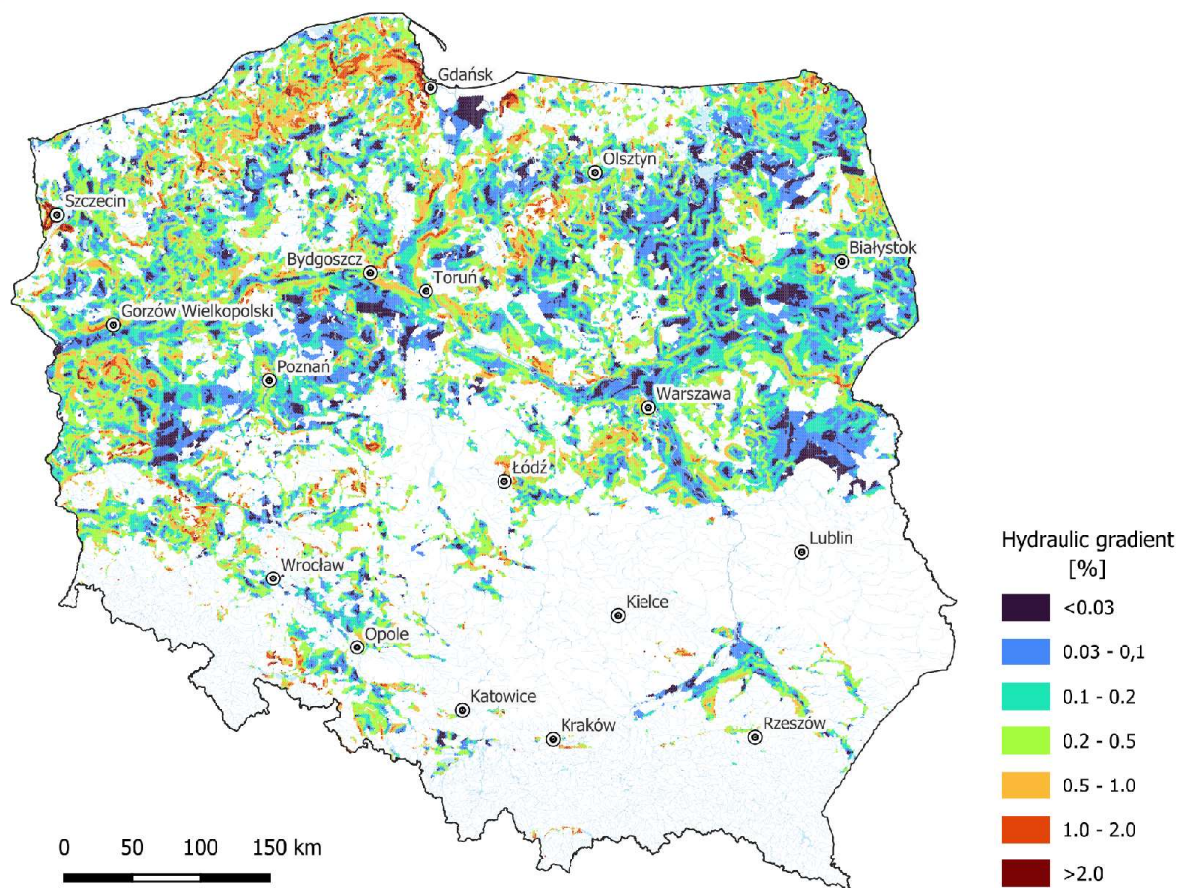 Gdańsk
Olsztyn
Szczecin
Białystok
Bydgoszcz
Toruń
Gorzów Wielkopolski
Poznań
Warszawa
Łódź
Lublin
Wrocław
Kielce
Opole
Katowice
Kraków
Rzeszów
Hydraulic gradient
[%]
<0.03
0.03 - 0,1
0.1 - 0.2
0.2 - 0.5
0.5 - 1.0
1.0 - 2.0
>2.0
0 50 100 150 km